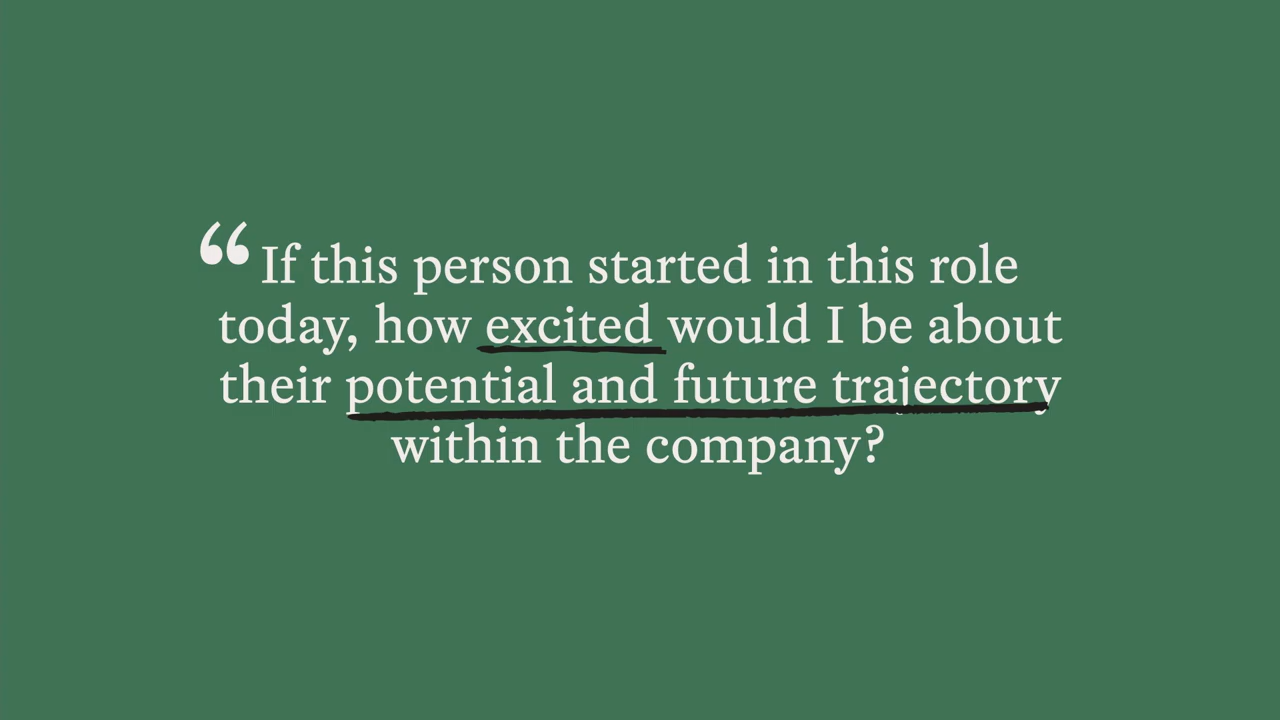 “If this person started in this role
today, how excited would I be about
their potential and future trajectory
within the company?